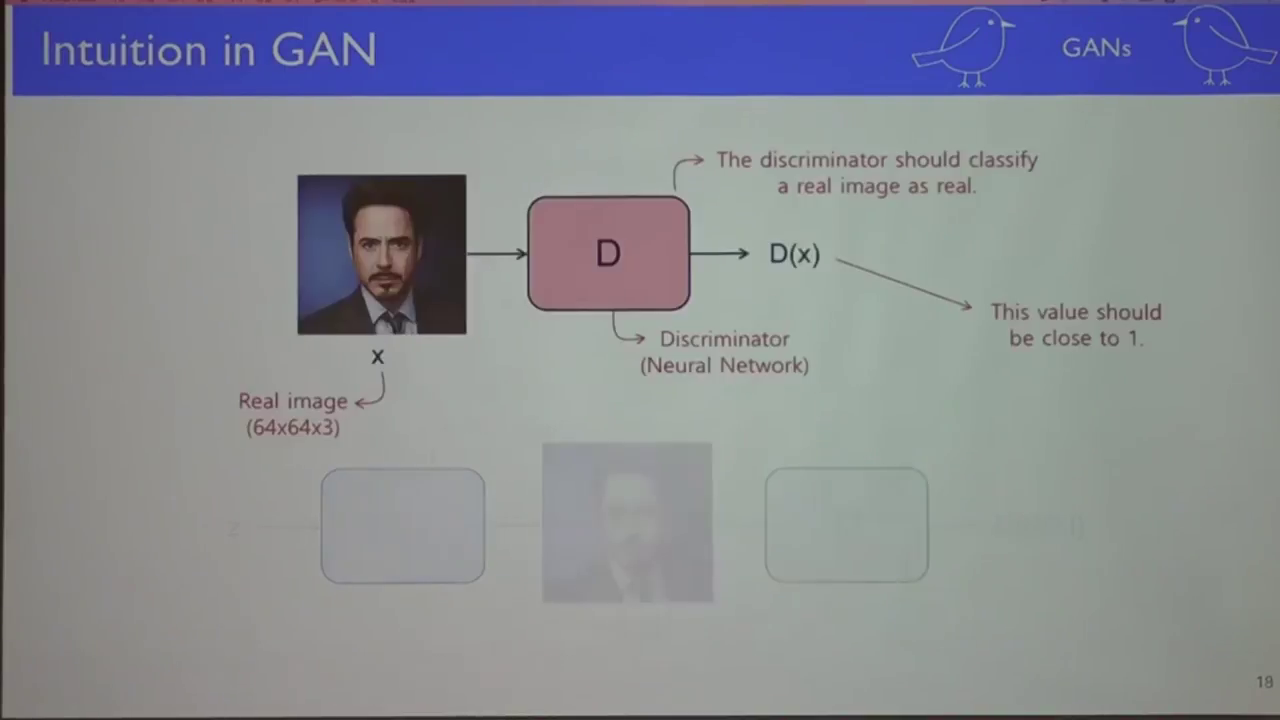 Intuition in GAN
GANs
The discriminator should classify
a real image as real.
D
D(x)
This value should
be close to 1.
Discriminator
(Neural Network)
x
Real image
(64x64x3)
z
18